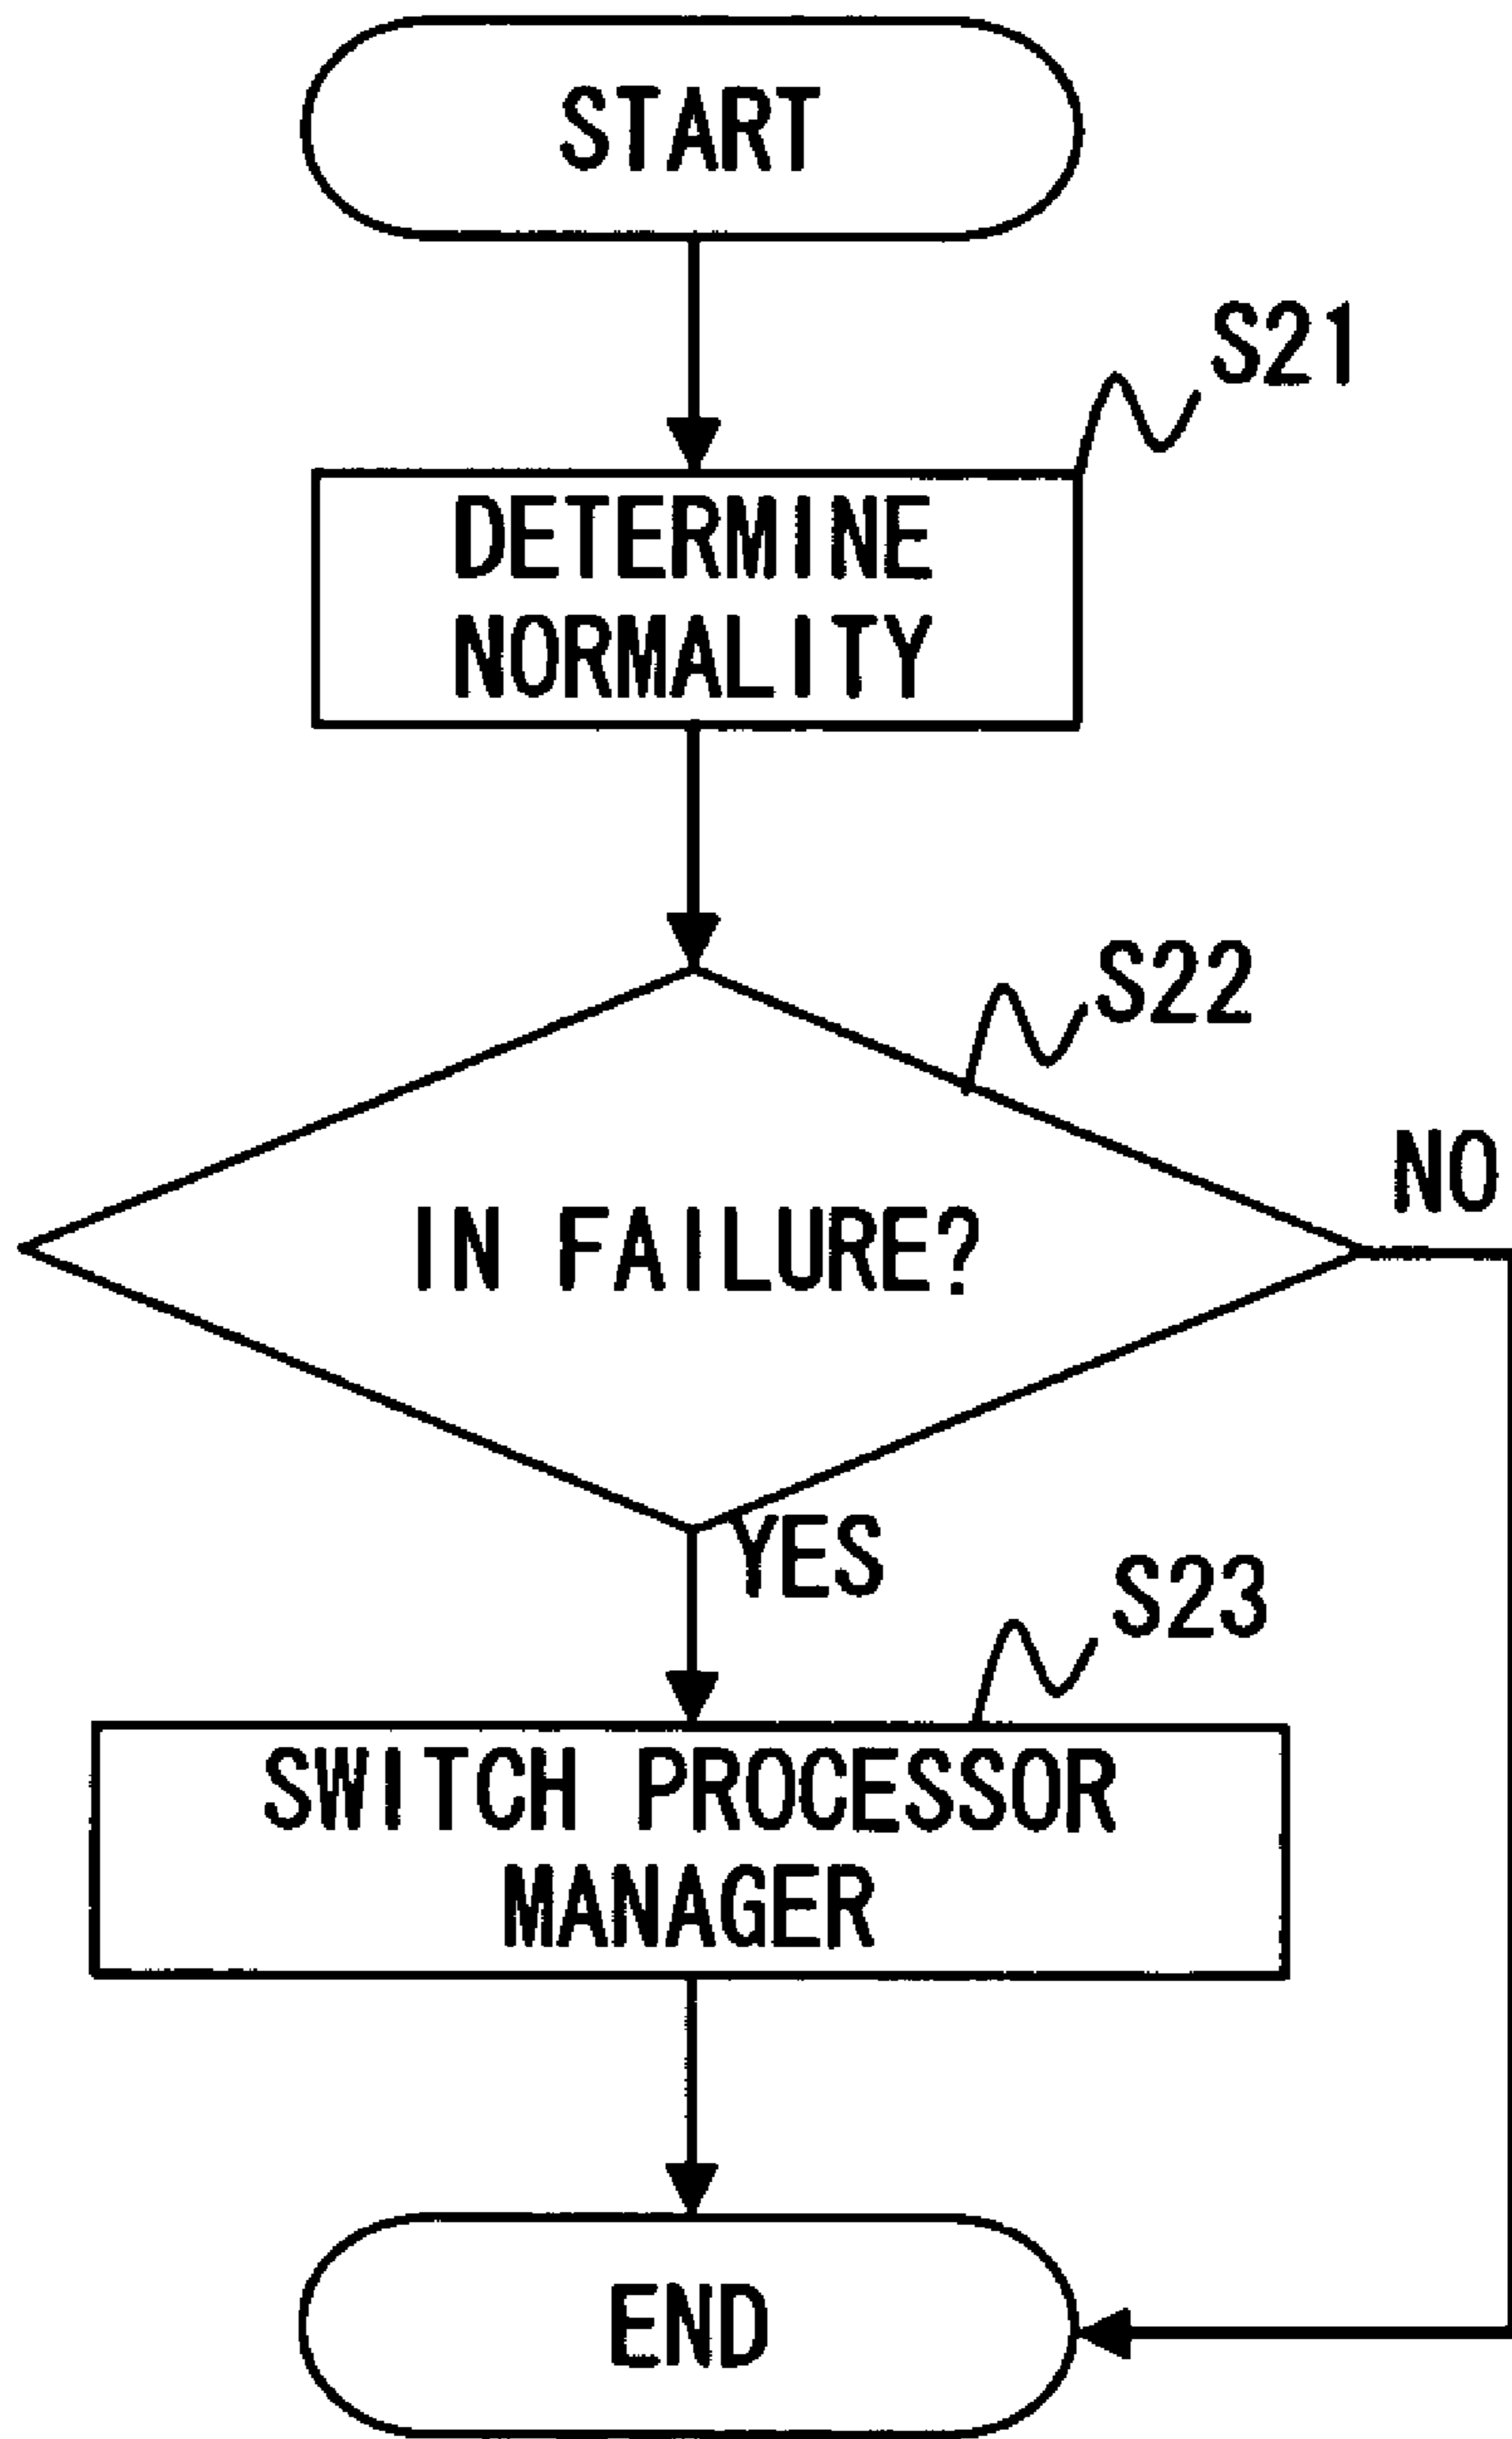 START
S21
DETERMINE
NORMALITY
S22
NO
IN FAILURE?
YES
S23
SWITCH PROCESSOR
MANAGER
END